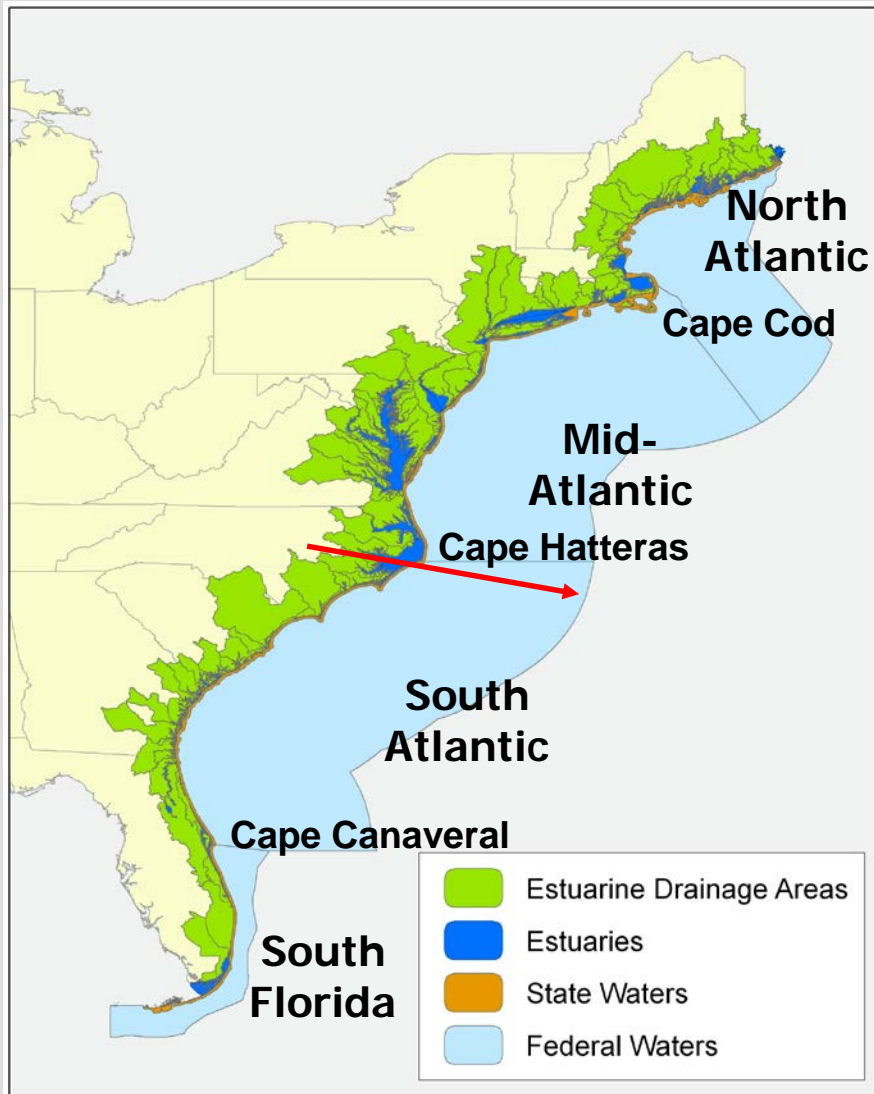 North
Atlantic
Cape Cod
Mid-
Atlantic
Cape Hatteras
South
Atlantic
Cape Canaveral
South
Florida
Estuarine Drainage Areas
Estuaries
State Waters
Federal Waters